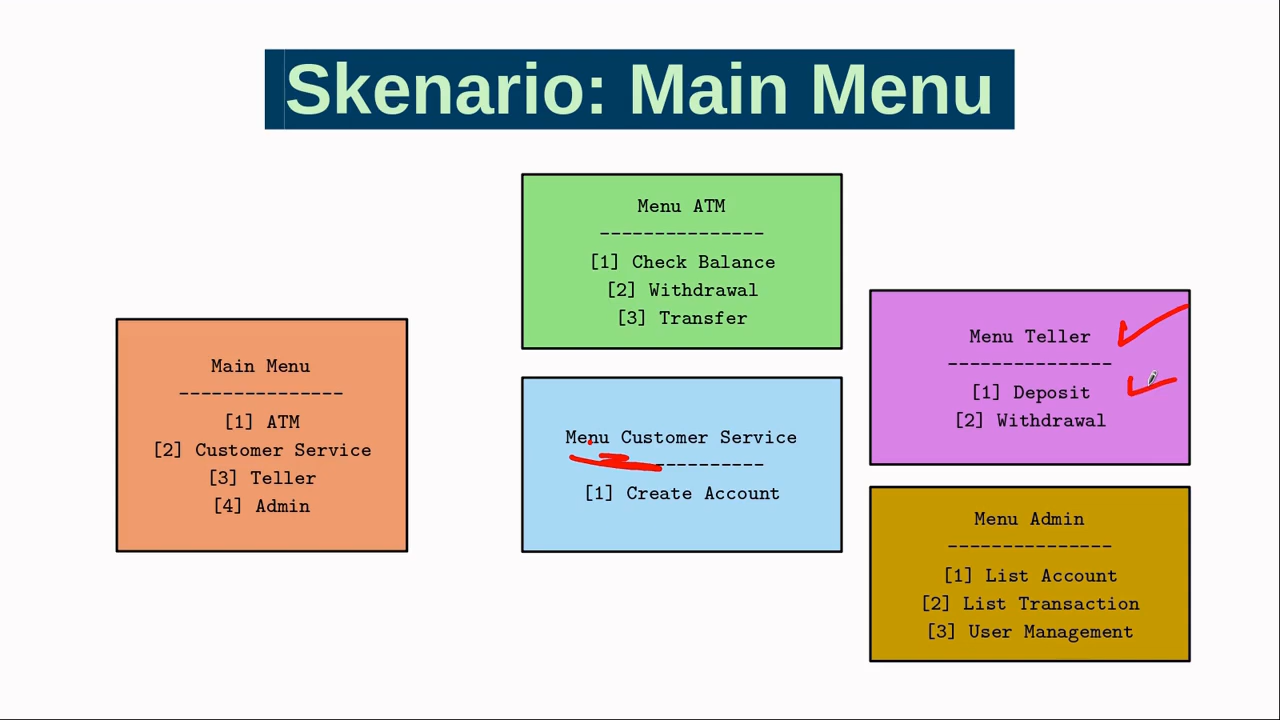 Skenario: Main Menu
Main Menu
---------------
[1] ATM
[2] Customer Service
[3] Teller
[4] Admin
Menu ATM
---------------
[1] Check Balance
[2] Withdrawal
[3] Transfer
Menu Customer Service
----------
[1] Create Account
Menu Teller
---------------
[1] Deposit
[2] Withdrawal
Menu Admin
---------------
[1] List Account
[2] List Transaction
[3] User Management